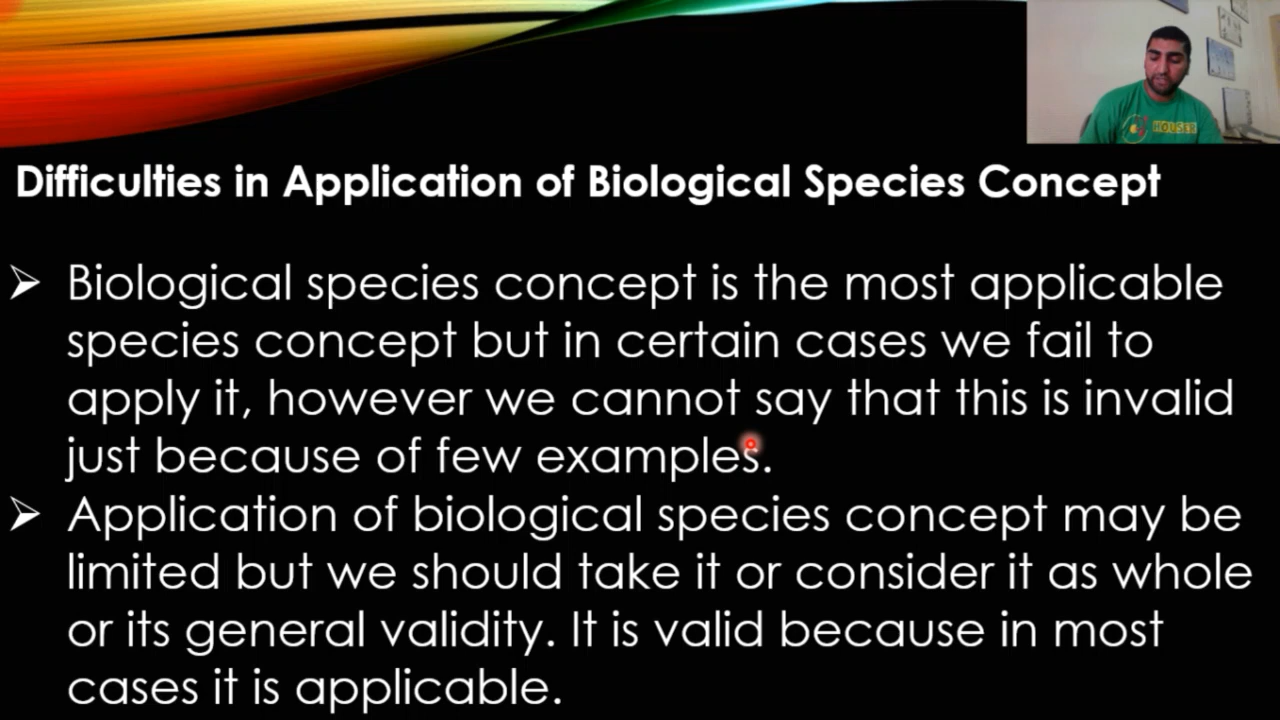 Difficulties in Application of Biological Species Concept
Biological species concept is the most applicable
species concept but in certain cases we fail to
apply it, however we cannot say that this is invalid
just because of few examples.
Application of biological species concept may be
limited but we should take it or consider it as whole
or its general validity. It is valid because in most
cases it is applicable.